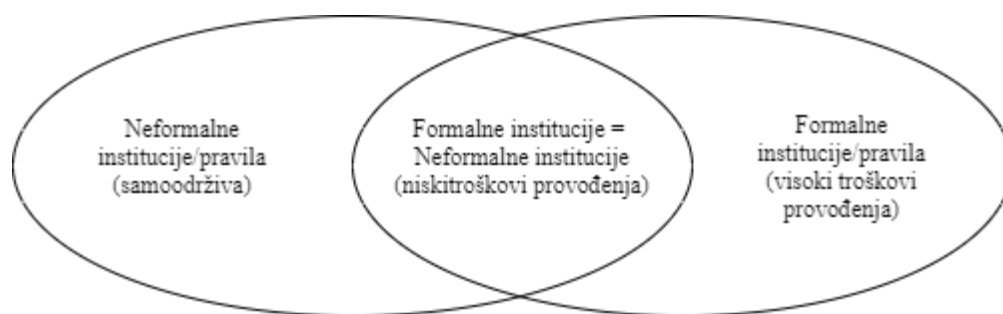 Neformalne
institucije/pravila
(samoodrživa)
Formalne institucije =
Neformalne institucije
(niskitroškovi provođenja)
Formalne
institucije/pravila
(visoki troškovi
provođenja)